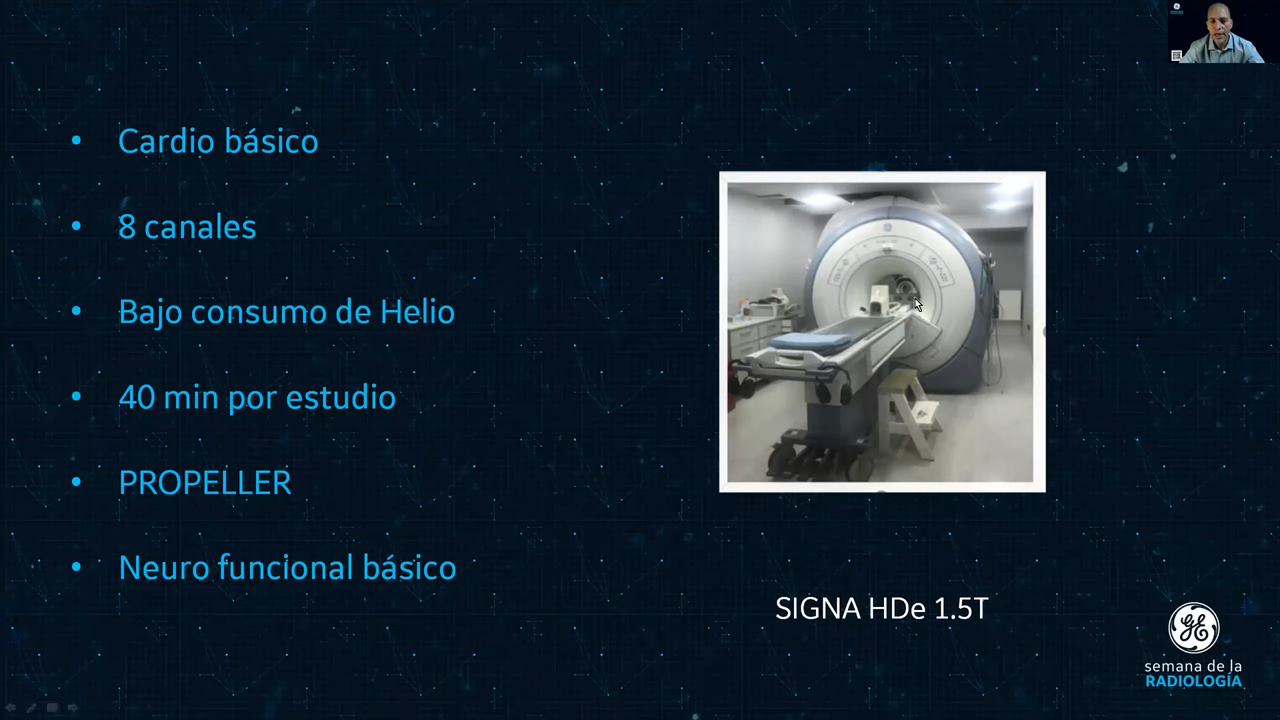 • Cardio básico
• 8 canales
• Bajo consumo de Helio
• 40 min por estudio
• PROPELLER
• Neuro funcional básico
SIGNA HDe 1.5T
GE
semana de la
RADIOLOGÍA